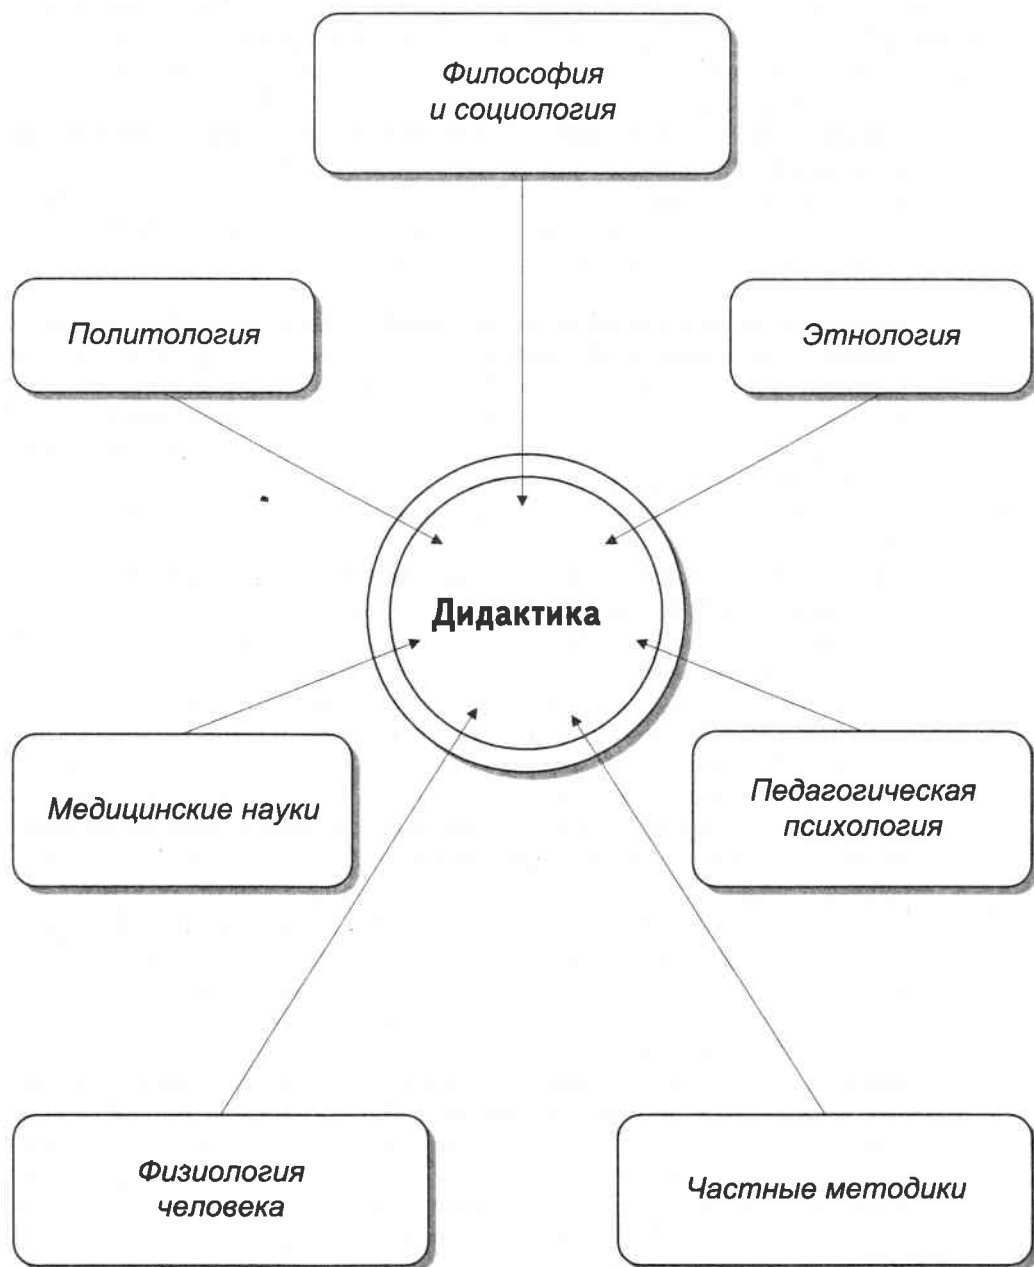 Философия
и социология
Политология
Этнология
Дидактика
Медицинские науки
Педагогическая
психология
Физиология
человека
Частные методики